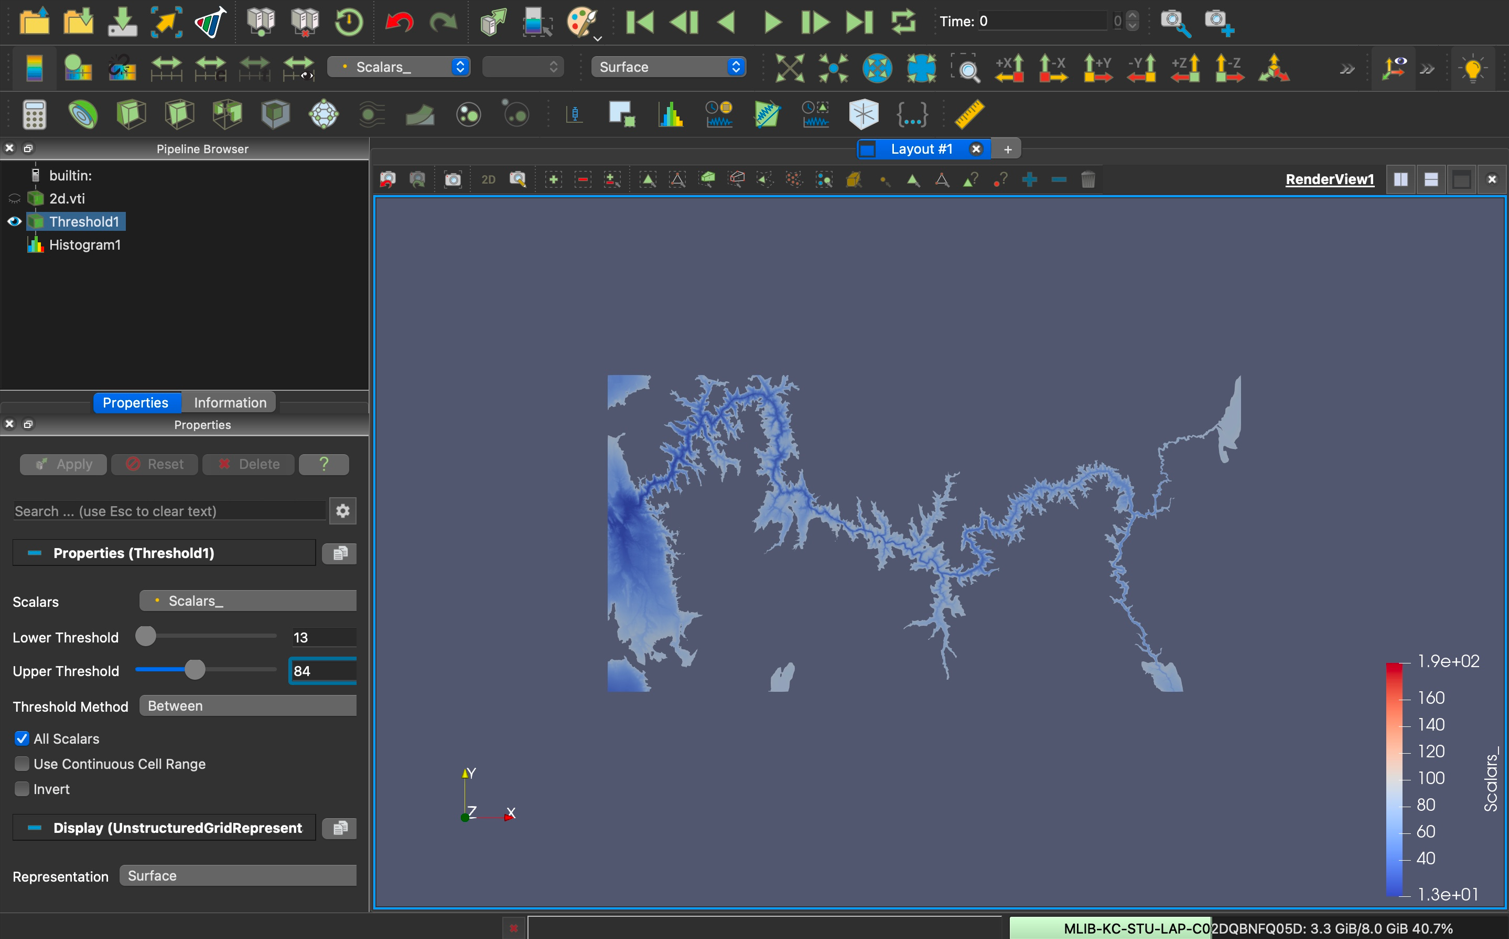 Time: 0
0
Scalars_
Surface
+X
-X
+Y
-Y
+Z
-Z
Pipeline Browser
Layout #1
+
builtin:
2d.vti
Threshold1
Histogram1
2D
RenderView1
Properties
Information
Properties
Apply
Reset
Delete
?
Search ... (use Esc to clear text)
Properties (Threshold1)
Scalars
Scalars_
Lower Threshold
13
Upper Threshold
84
Threshold Method
Between
All Scalars
Use Continuous Cell Range
Invert
Display (UnstructuredGridRepresent
Representation
Surface
Y
Z
X
1.9e+02
160
140
120
100
80
60
40
1.3e+01
Scalars_
MLIB-KC-STU-LAP-C02DQBNFQ05D: 3.3 GiB/8.0 GiB 40.7%